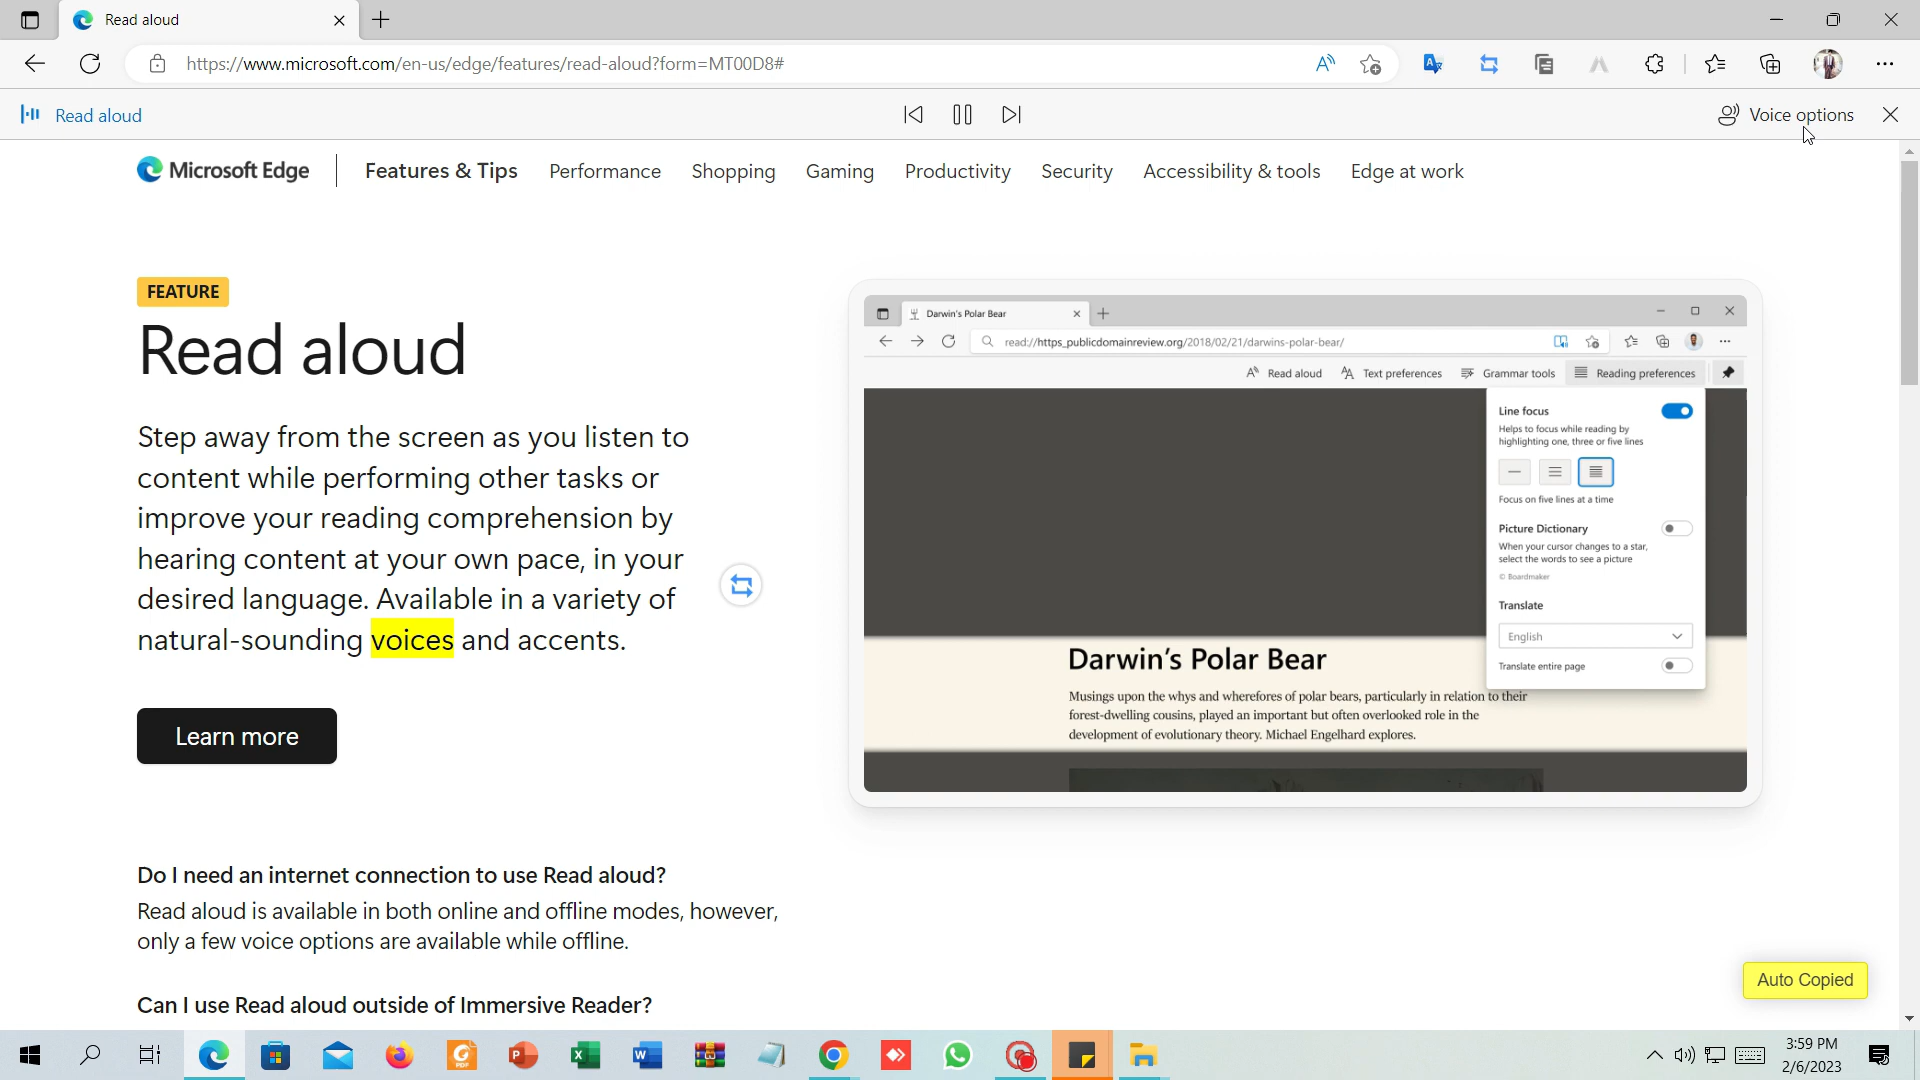 Read aloud
https://www.microsoft.com/en-us/edge/features/read-aloud?form=MT00D8#
Read aloud
Voice options
Microsoft Edge
Features & Tips
Performance
Shopping
Gaming
Productivity
Security
Accessibility & tools
Edge at work
FEATURE
Read aloud
Step away from the screen as you listen to
content while performing other tasks or
improve your reading comprehension by
hearing content at your own pace, in your
desired language. Available in a variety of
natural-sounding voices and accents.
Learn more
Darwin's Polar Bear
read://https_publicdomainreview.org/2018/02/21/darwins-polar-bear/
Read aloud
Text preferences
Grammar tools
Reading preferences
Line focus
Helps to focus while reading by
highlighting one, three or five lines
Focus on five lines at a time
Picture Dictionary
When your cursor changes to a star,
select the words to see a picture
© Boardmaker
Translate
English
Translate entire page
Darwin's Polar Bear
Musings upon the whys and wherefores of polar bears, particularly in relation to their
forest-dwelling cousins, played an important but often overlooked role in the
development of evolutionary theory. Michael Engelhard explores.
Do I need an internet connection to use Read aloud?
Read aloud is available in both online and offline modes, however,
only a few voice options are available while offline.
Can I use Read aloud outside of Immersive Reader?
Auto Copied
3:59 PM
2/6/2023